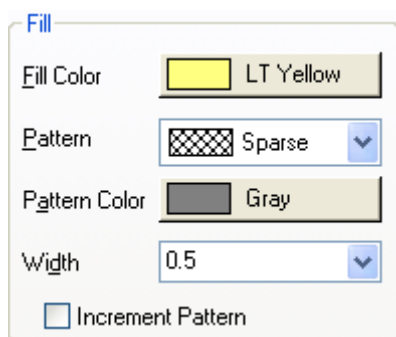 Fill
Fill Color LT Yellow
Pattern Sparse
Pattern Color Gray
Width 0.5
Increment Pattern